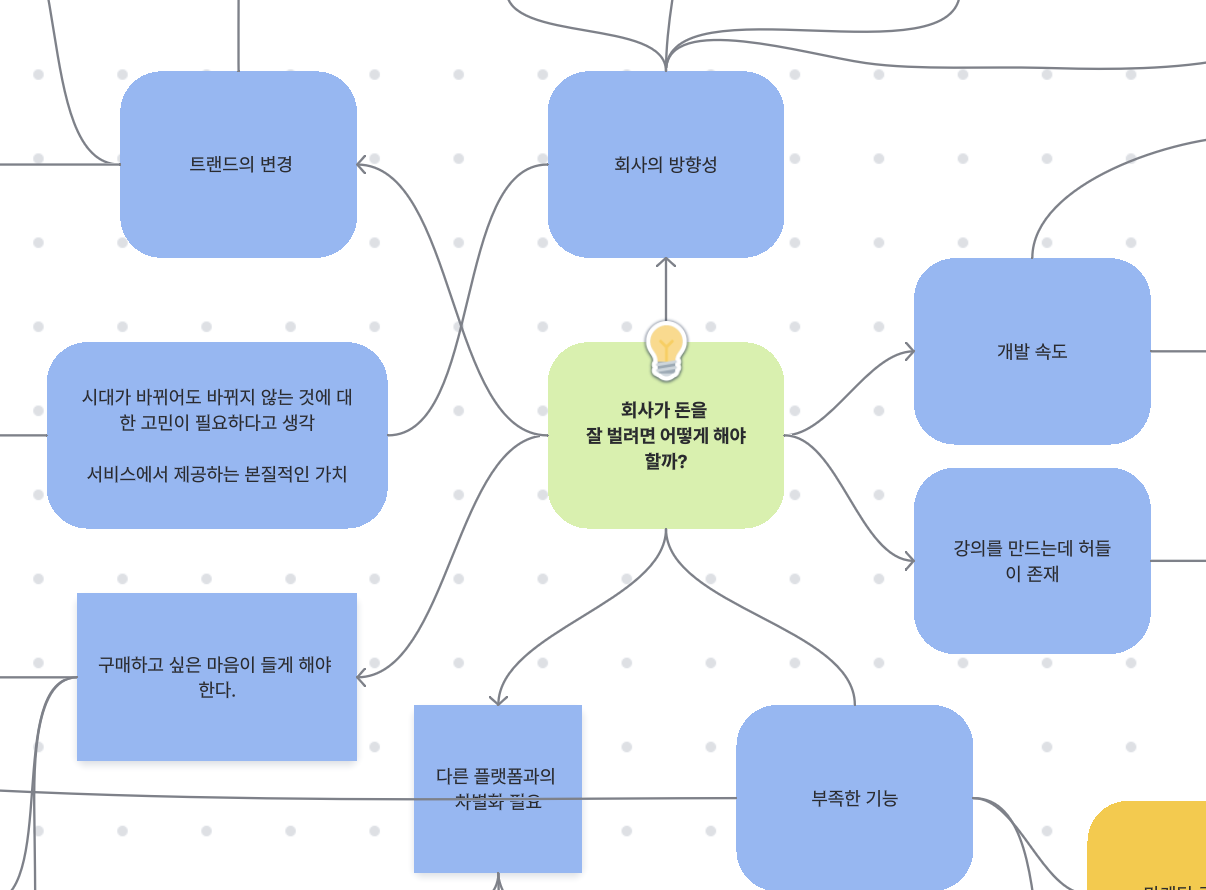 트랜드의 변경
회사의 방향성
개발 속도
시대가 바뀌어도 바뀌지 않는 것에 대
한 고민이 필요하다고 생각
서비스에서 제공하는 본질적인 가치
회사가 돈을
잘 벌려면 어떻게 해야
할까?
강의를 만드는데 허들
이 존재
구매하고 싶은 마음이 들게 해야
한다.
다른 플랫폼과의
차별화 필요
부족한 기능